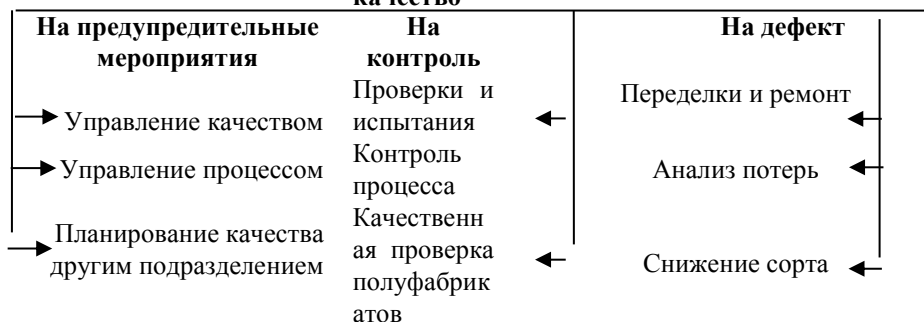 качество
На предупредительные
мероприятия
На
контроль
На дефект
Управление качеством
Управление процессом
Планирование качества
другим подразделением
Проверки и
испытания
Контроль
процесса
Качественн
ая проверка
полуфабрик
атов
Переделки и ремонт
Анализ потерь
Снижение сорта